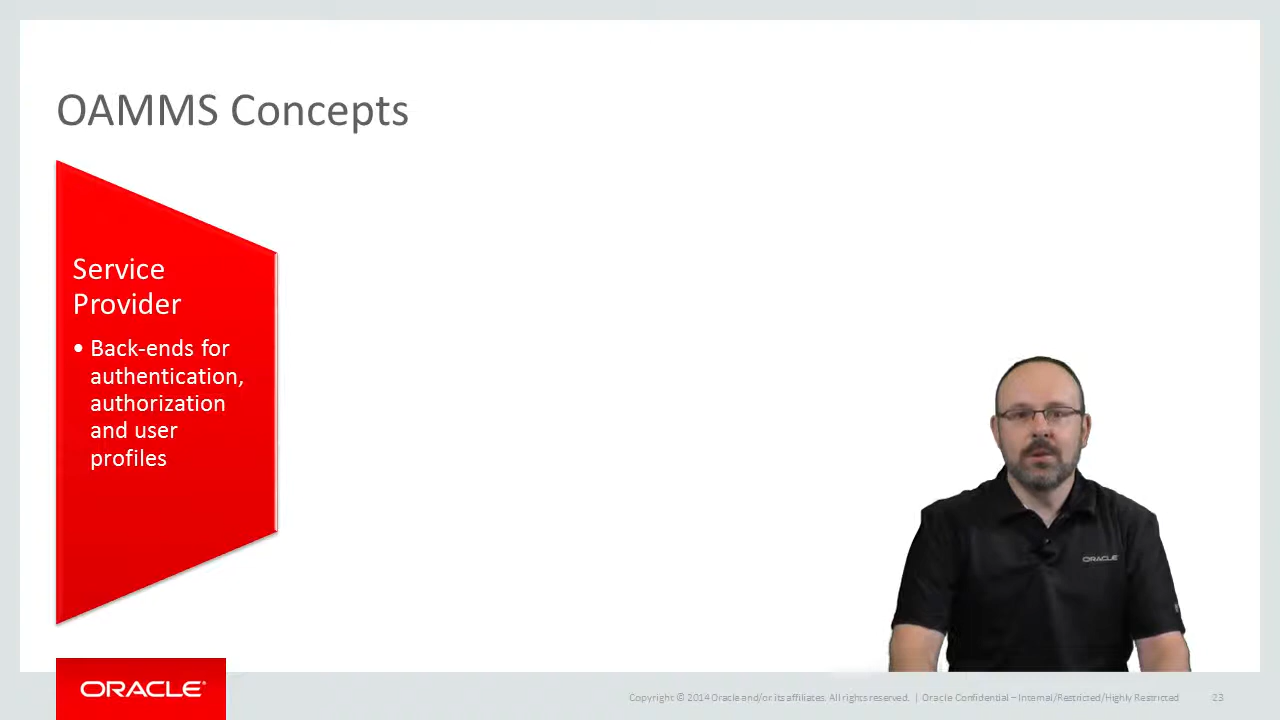 OAMMS Concepts
Service
Provider
• Back-ends for
authentication,
authorization
and user
profiles
ORACLE
ORACLE®
Copyright © 2014 Oracle and/or its affiliates. All rights reserved. | Oracle Confidential – Internal/Restricted/Highly Restricted 23